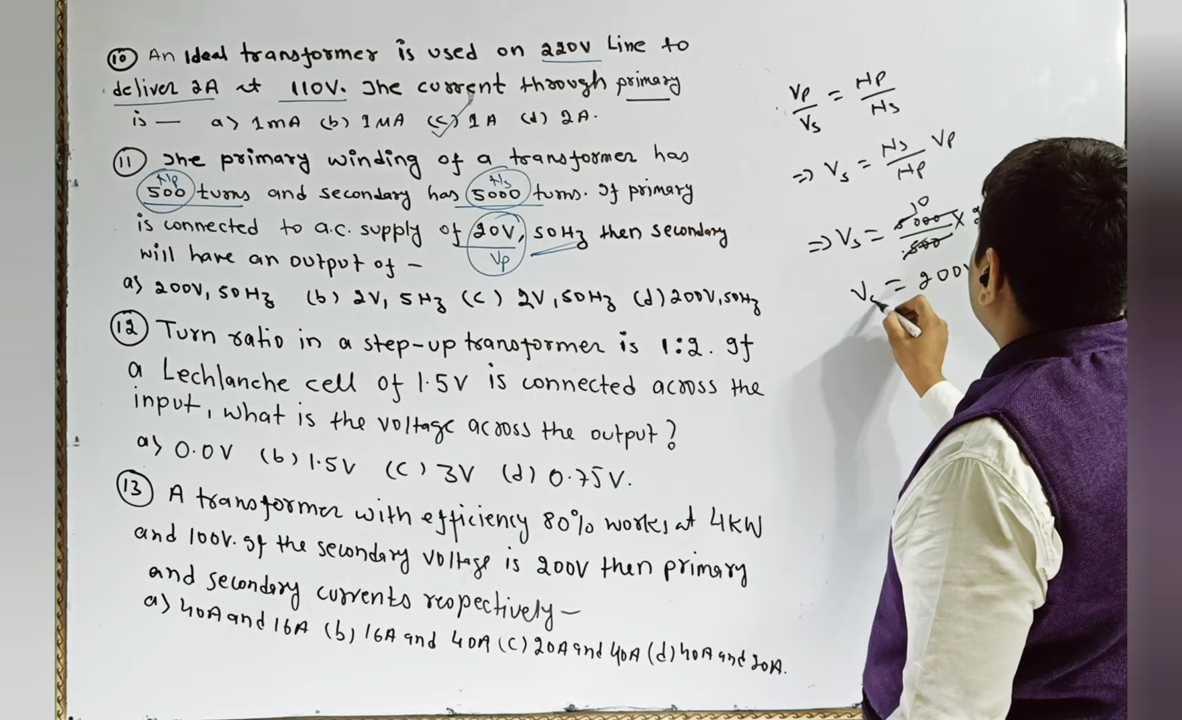 (10) An Ideal transformer is used on 220V Line to
deliver 2A at 110V. The current through primary
is — a) 1mA (b) 1MA (c) 1A (d) 2A.
(11) The primary winding of a transformer has
Np Ns
500 turns and secondary has 5000 turns. If primary
is connected to a.c. supply of 20V, 50Hz then secondary
Vp
will have an output of —
a) 200V, 50Hz (b) 2V, 5Hz (c) 2V, 50Hz (d) 200V, 50Hz
(12) Turn ratio in a step-up transformer is 1:2. If
a Lechlanche cell of 1.5V is connected across the
input, what is the voltage across the output?
a) 0.0V (b) 1.5V (c) 3V (d) 0.75V.
(13) A transformer with efficiency 80% works at 4KW
and 100V. If the secondary voltage is 200V then primary
and secondary currents respectively —
a) 40A and 16A (b) 16A and 40A (c) 20A and 40A (d) 40A and 20A.
Vp/Vs = Np/Ns
⇒ Vs = Ns/Np Vp
10
⇒ Vs = 5000/500 ×
Vs = 200V